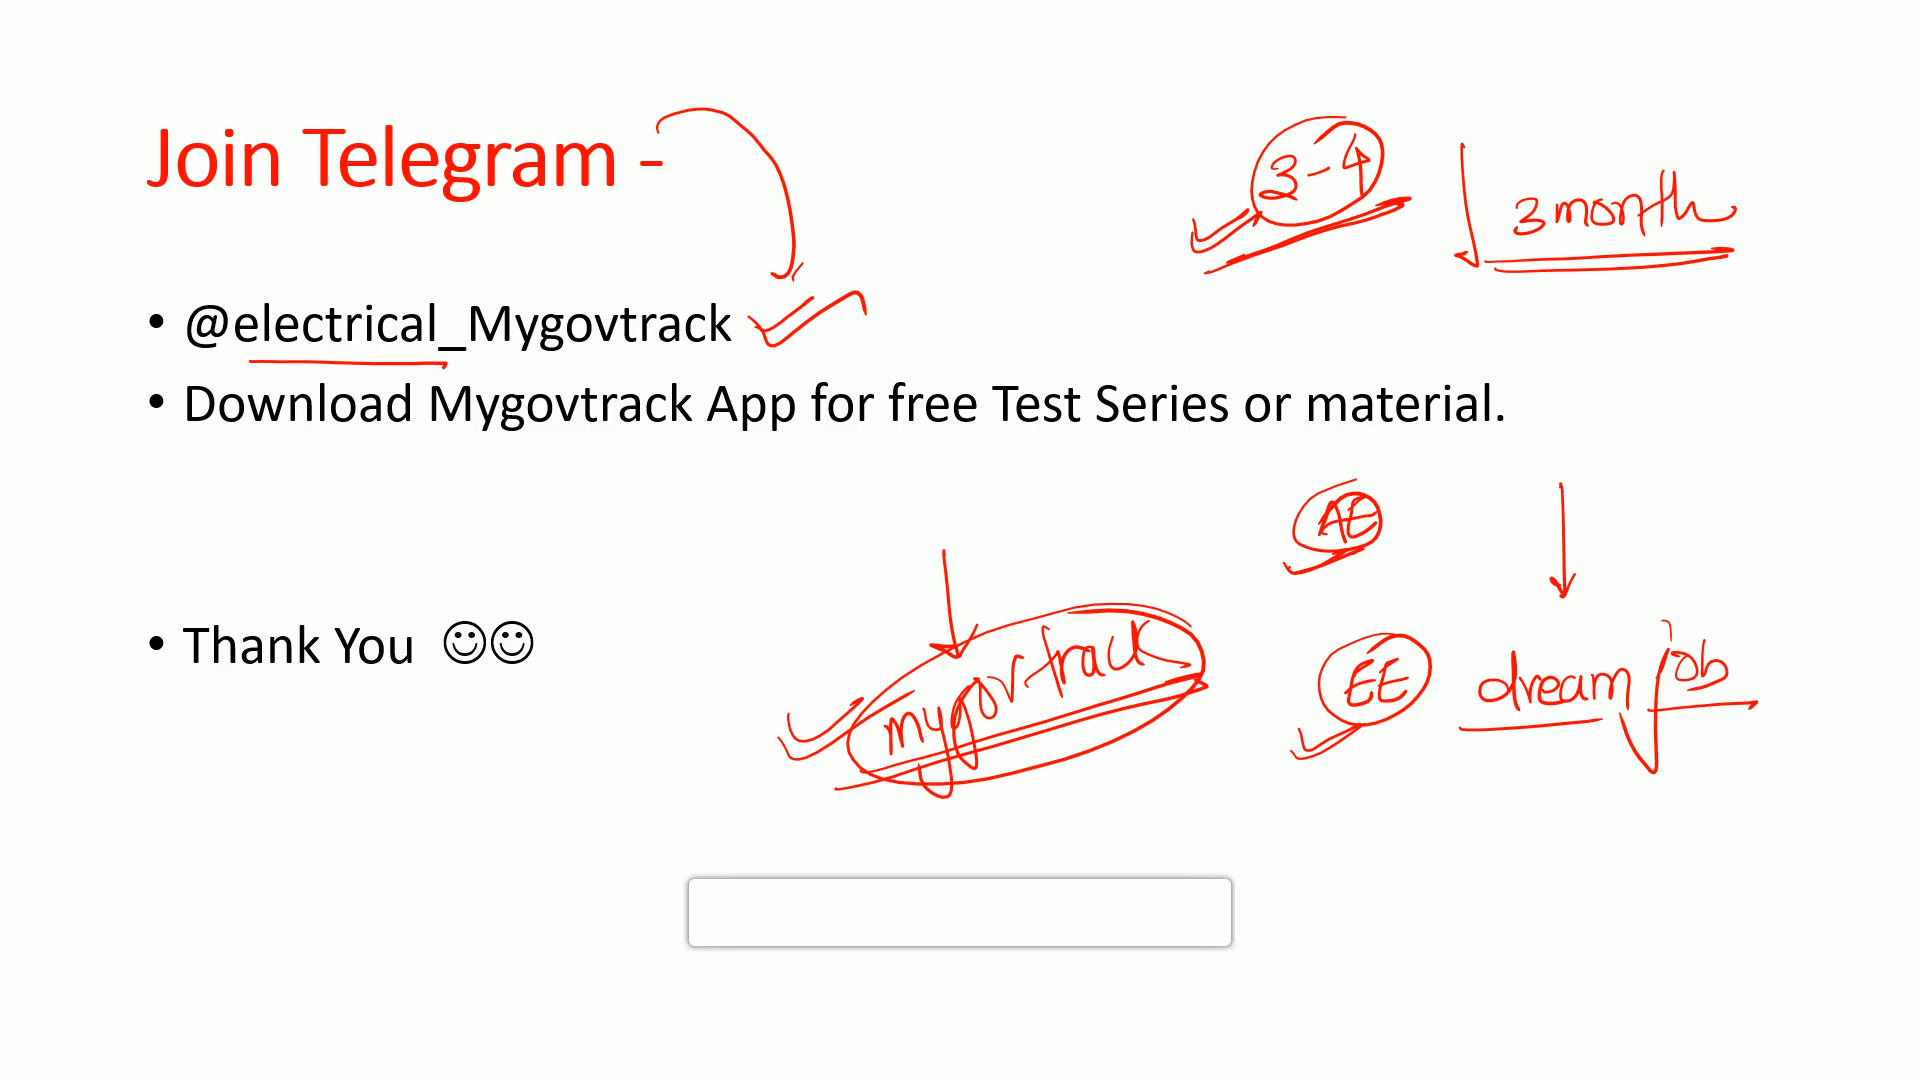 Join Telegram -
3-4
3 month
• @electrical_Mygovtrack
• Download Mygovtrack App for free Test Series or material.
AE
• Thank You ☺☺
mygovtrack
EE
dream job